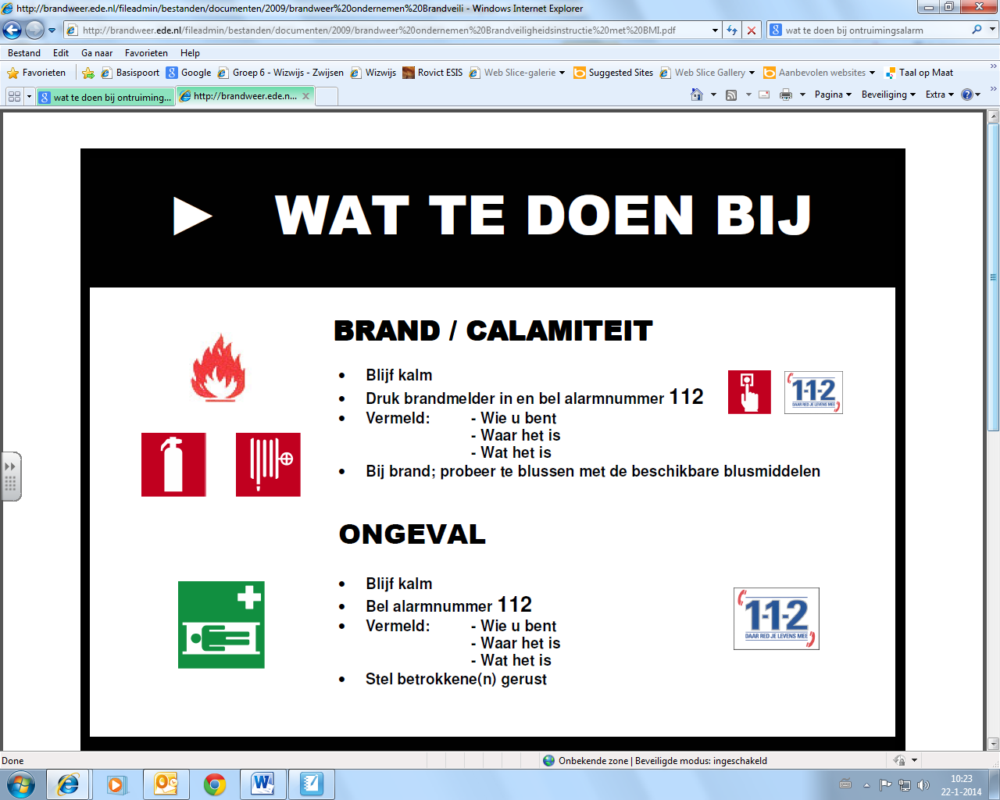 http://brandweer.ede.nl/fileadmin/bestanden/documenten/2009/brandweer%20ondernemen%20Brandveili - Windows Internet Explorer
http://brandweer.ede.nl/fileadmin/bestanden/documenten/2009/brandweer%20ondernemen%20Brandveiligheidsinstructie%20met%20BMI.pdf
wat te doen bij ontruimingsalarm
Bestand Edit Ga naar Favorieten Help
Favorieten Basispoort Google Groep 6 - Wizwijs - Zwijsen Wizwijs Rovict ESIS Web Slice-galerie Suggested Sites Web Slice Gallery Aanbevolen websites Taal op Maat
wat te doen bij ontruiming... http://brandweer.ede.n... Pagina Beveiliging Extra
WAT TE DOEN BIJ
BRAND / CALAMITEIT
• Blijf kalm
• Druk brandmelder in en bel alarmnummer 112
1-1-2
DAAR RED JE LEVENS MEE
• Vermeld: - Wie u bent
- Waar het is
- Wat het is
• Bij brand; probeer te blussen met de beschikbare blusmiddelen
ONGEVAL
• Blijf kalm
• Bel alarmnummer 112
1-1-2
DAAR RED JE LEVENS MEE
• Vermeld: - Wie u bent
- Waar het is
- Wat het is
• Stel betrokkene(n) gerust
Done
Onbekende zone | Beveiligde modus: ingeschakeld
10:23
22-1-2014